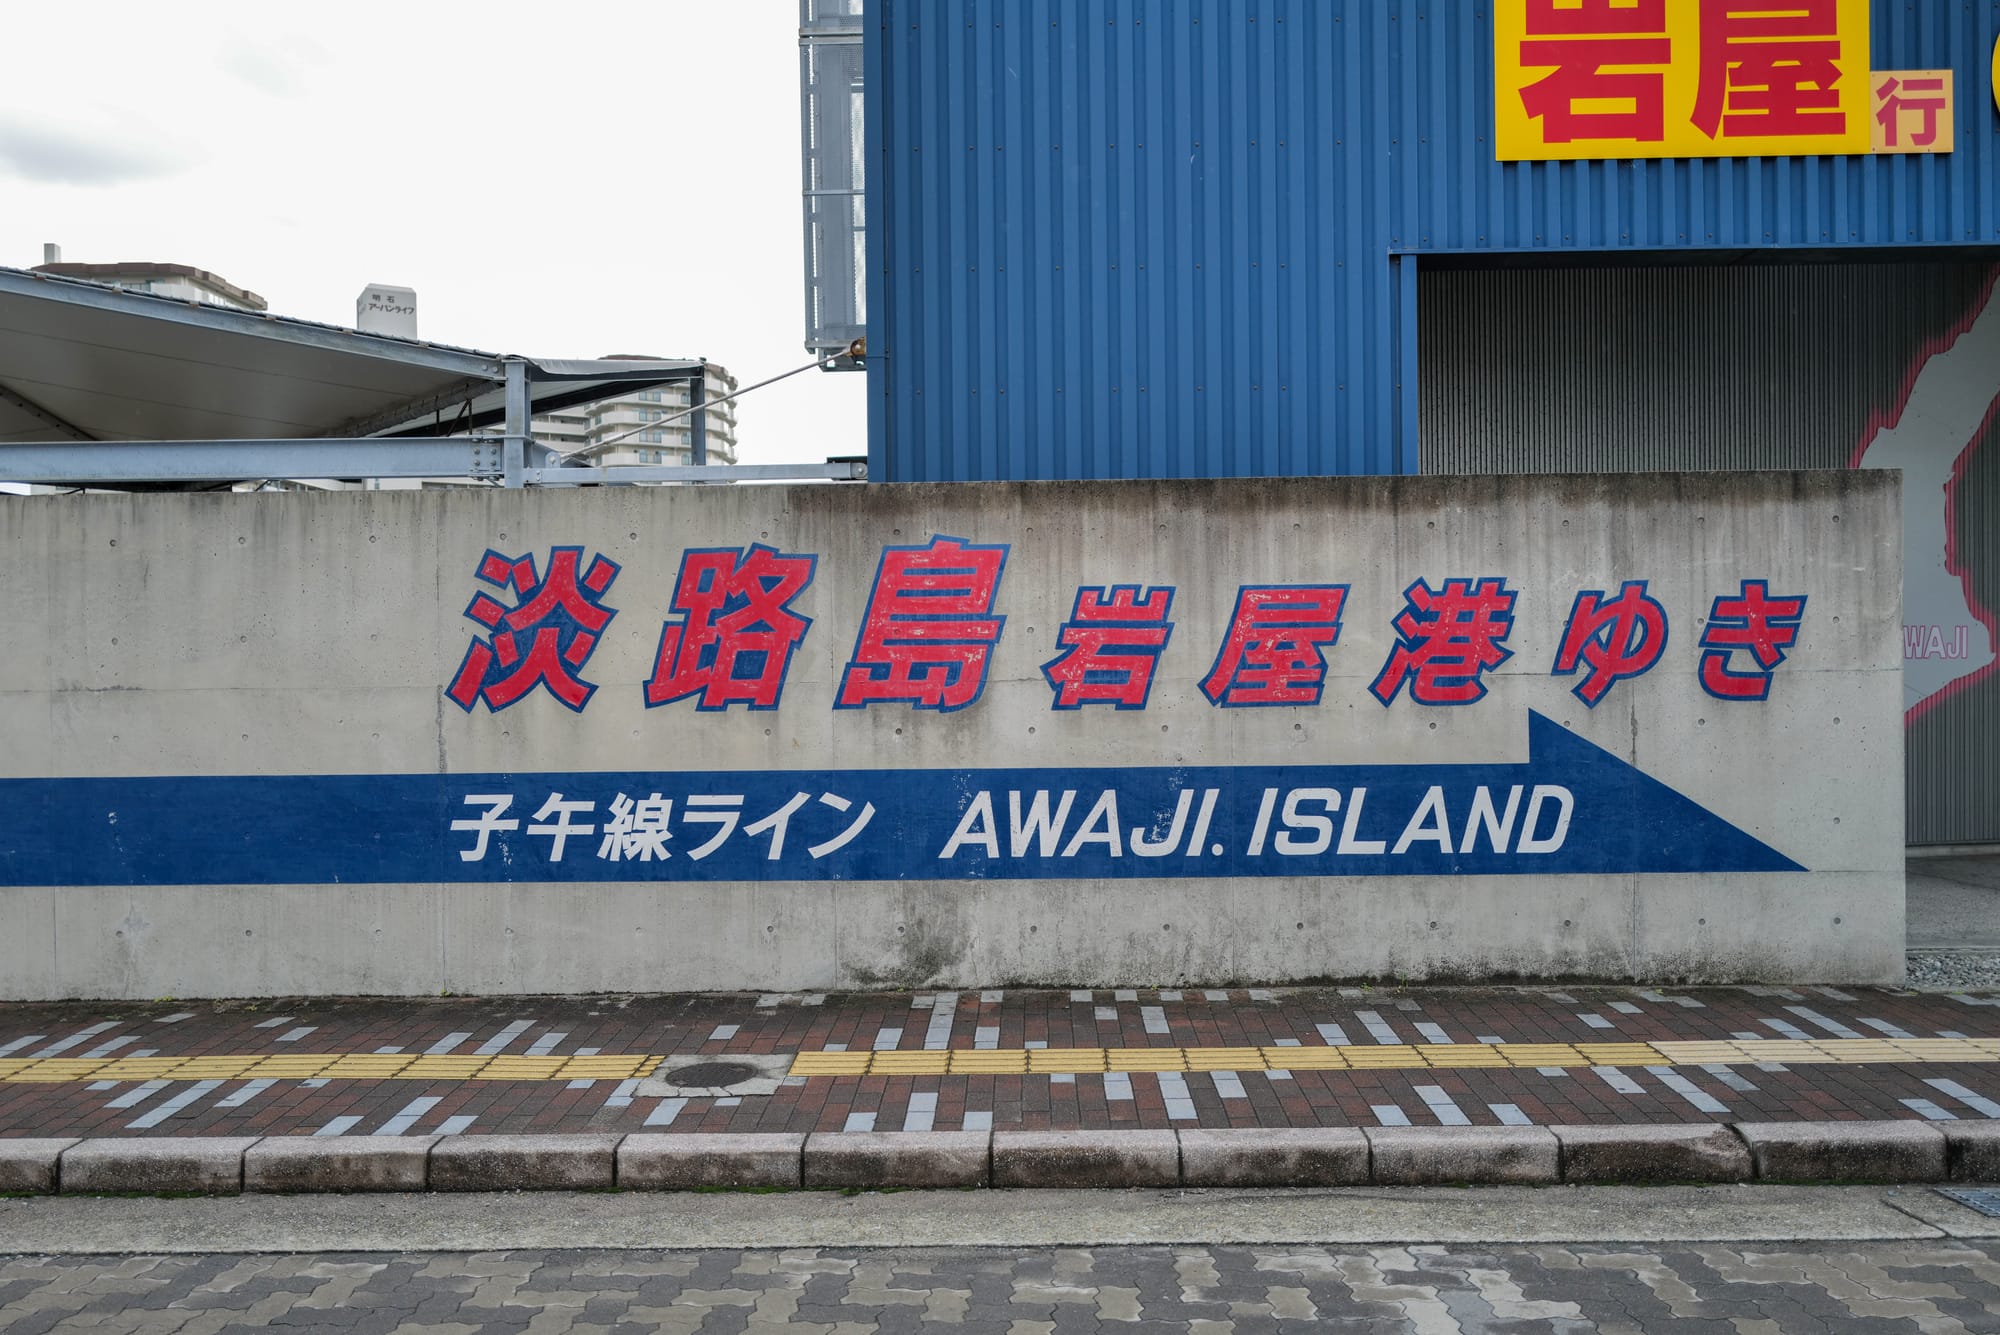 岩屋行
明石
アーバンライフ
淡路島岩屋港ゆき
子午線ライン AWAJI. ISLAND
WAJI